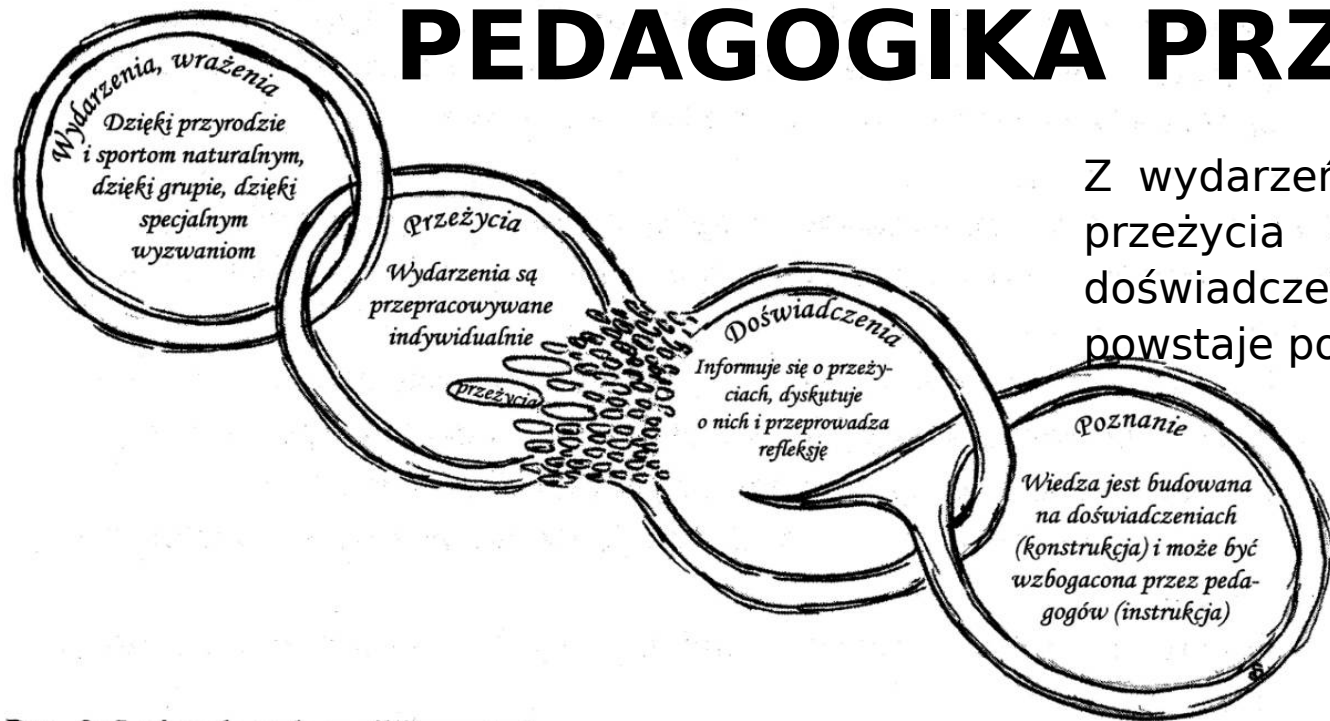 PEDAGOGIKA PRZ
Z wydarzeń
przeżycia
doświadcze
powstaje po
Wydarzenia, wrażenia
Dzięki przyrodzie
i sportom naturalnym,
dzięki grupie, dzięki
specjalnym
wyzwaniom
Przeżycia
Wydarzenia są
przepracowywane
indywidualnie
przeżycia
Doświadczenia
Informuje się o przeży-
ciach, dyskutuje
o nich i przeprowadza
refleksję
Poznanie
Wiedza jest budowana
na doświadczeniach
(konstrukcja) i może być
wzbogacona przez peda-
gogów (instrukcja)